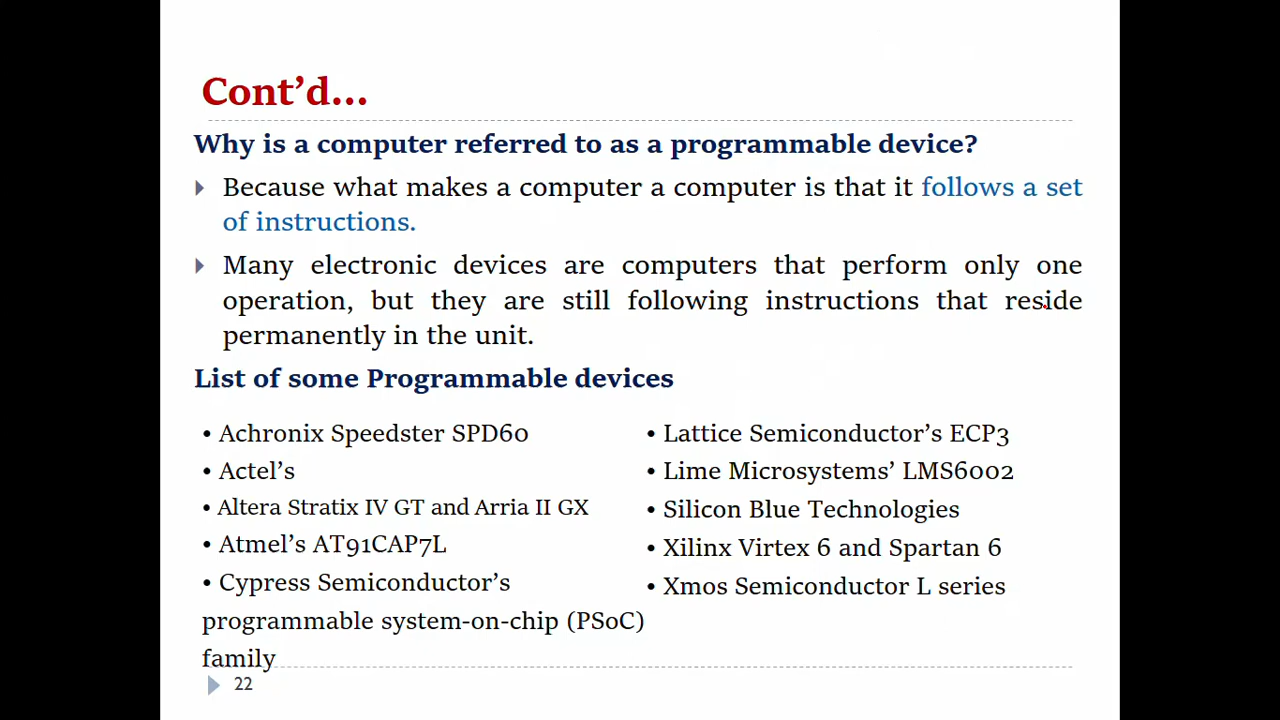 Cont’d…
Why is a computer referred to as a programmable device?
Because what makes a computer a computer is that it follows a set
of instructions.
Many electronic devices are computers that perform only one
operation, but they are still following instructions that reside
permanently in the unit.
List of some Programmable devices
• Achronix Speedster SPD60
• Actel’s
• Altera Stratix IV GT and Arria II GX
• Atmel’s AT91CAP7L
• Cypress Semiconductor’s
programmable system-on-chip (PSoC)
family
• Lattice Semiconductor’s ECP3
• Lime Microsystems’ LMS6002
• Silicon Blue Technologies
• Xilinx Virtex 6 and Spartan 6
• Xmos Semiconductor L series
22